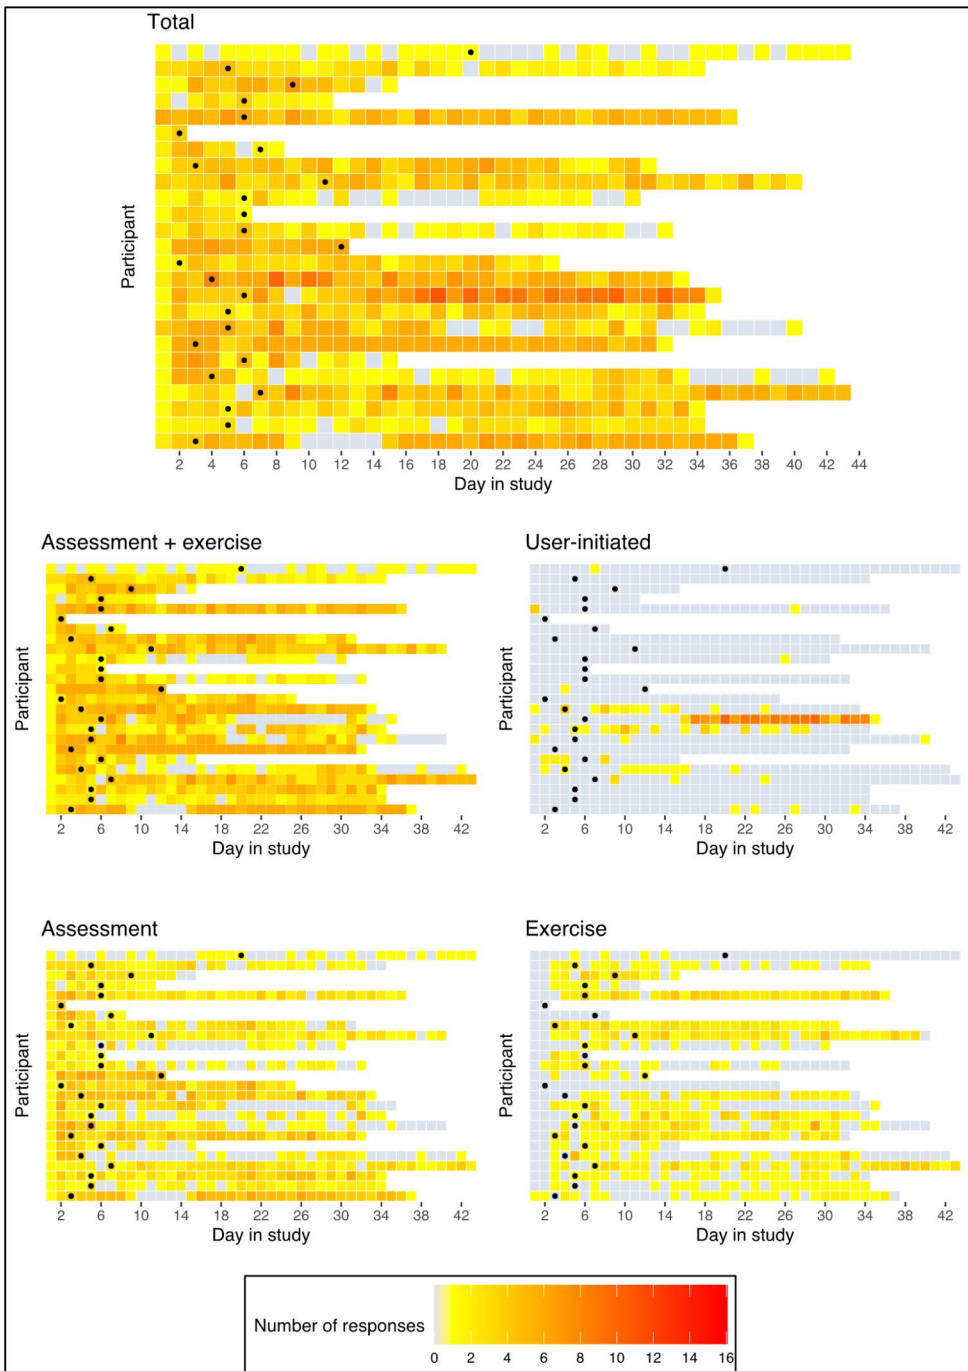 Total
Participant
2 4 6 8 10 12 14 16 18 20 22 24 26 28 30 32 34 36 38 40 42 44
Day in study
Assessment + exercise
Participant
2 6 10 14 18 22 26 30 34 38 42
Day in study
User-initiated
Participant
2 6 10 14 18 22 26 30 34 38 42
Day in study
Assessment
Participant
2 6 10 14 18 22 26 30 34 38 42
Day in study
Exercise
Participant
2 6 10 14 18 22 26 30 34 38 42
Day in study
Number of responses
0 2 4 6 8 10 12 14 16